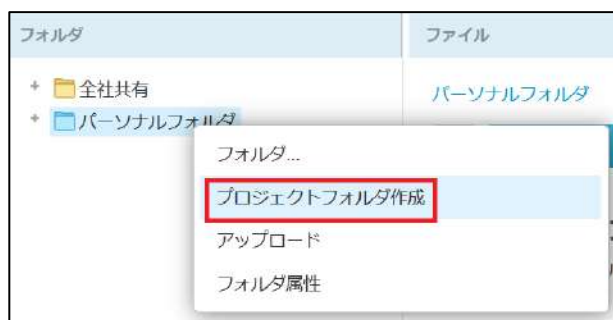 フォルダ
ファイル
全社共有
パーソナルフォルダ
パーソナルフォルダ
フォルダ...
プロジェクトフォルダ作成
アップロード
フォルダ属性